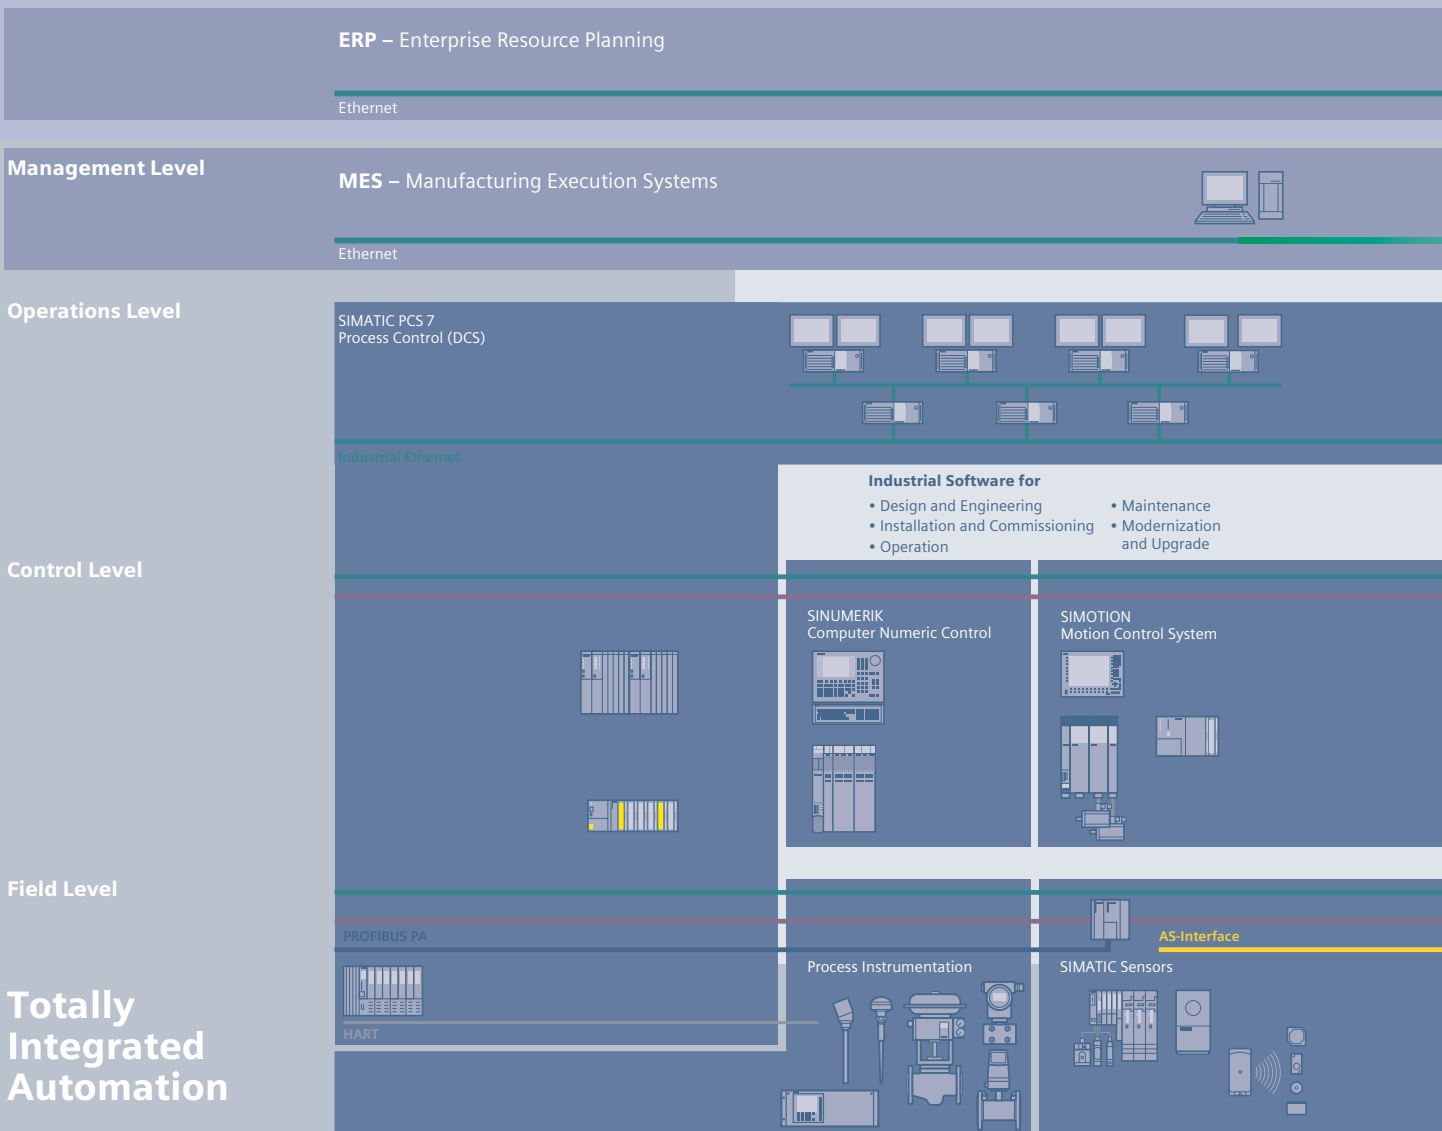 ERP – Enterprise Resource Planning
Ethernet
Management Level
MES – Manufacturing Execution Systems
Ethernet
Operations Level
SIMATIC PCS 7
Process Control (DCS)
Industrial Ethernet
Industrial Software for
• Design and Engineering
• Installation and Commissioning
• Operation
• Maintenance
• Modernization
and Upgrade
Control Level
SINUMERIK
Computer Numeric Control
SIMOTION
Motion Control System
Field Level
PROFIBUS PA
AS-Interface
Process Instrumentation
SIMATIC Sensors
HART
Totally
Integrated
Automation